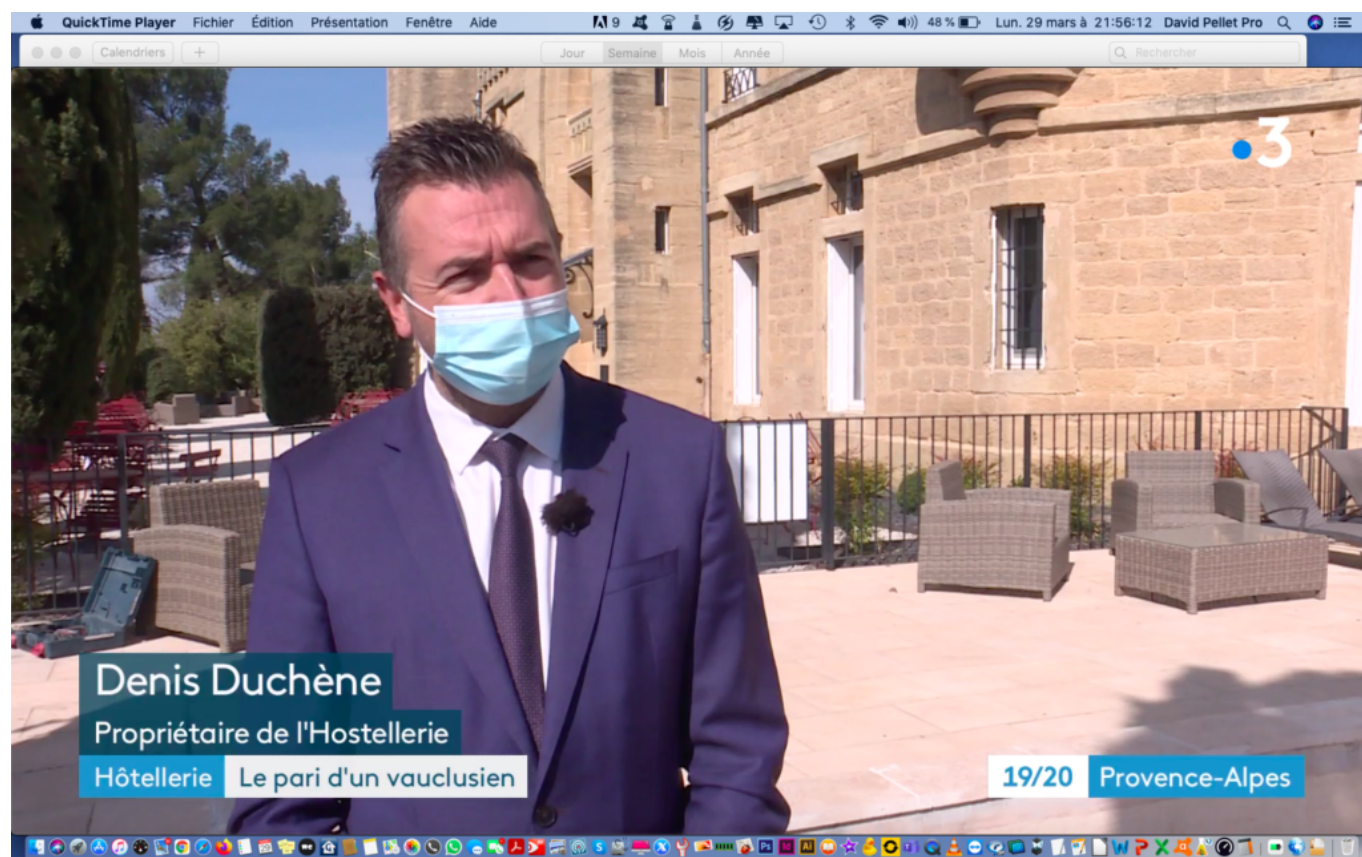 QuickTime Player Fichier Édition Présentation Fenêtre Aide 9 48 % Lun. 29 mars à 21:56:12 David Pellet Pro
Calendriers + Jour Semaine Mois Année Rechercher
3
Denis Duchène
Propriétaire de l'Hostellerie
Hôtellerie Le pari d'un vauclusien
19/20 Provence-Alpes